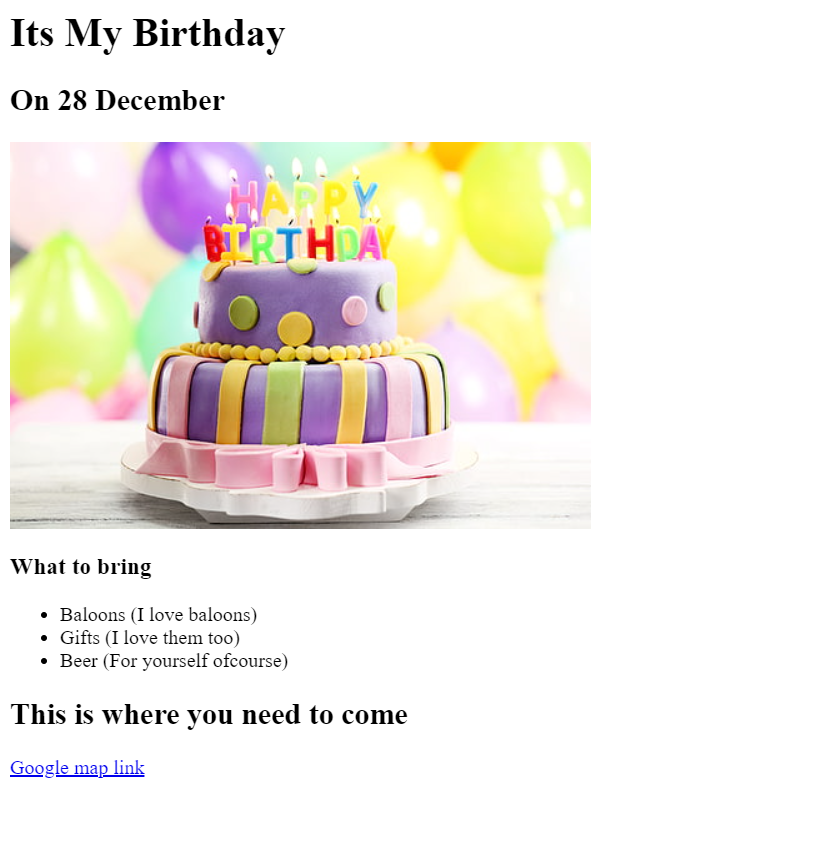 Its My Birthday
On 28 December
HAPPY
BIRTHDAY
What to bring
Baloons (I love baloons)
Gifts (I love them too)
Beer (For yourself ofcourse)
This is where you need to come
Google map link